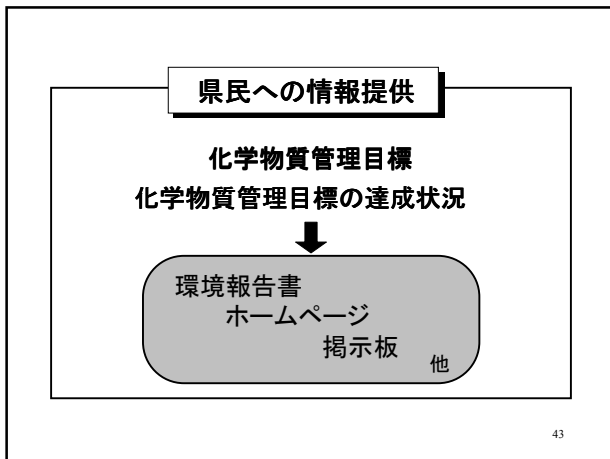 県民への情報提供
化学物質管理目標
化学物質管理目標の達成状況
環境報告書
ホームページ
掲示板
他
43